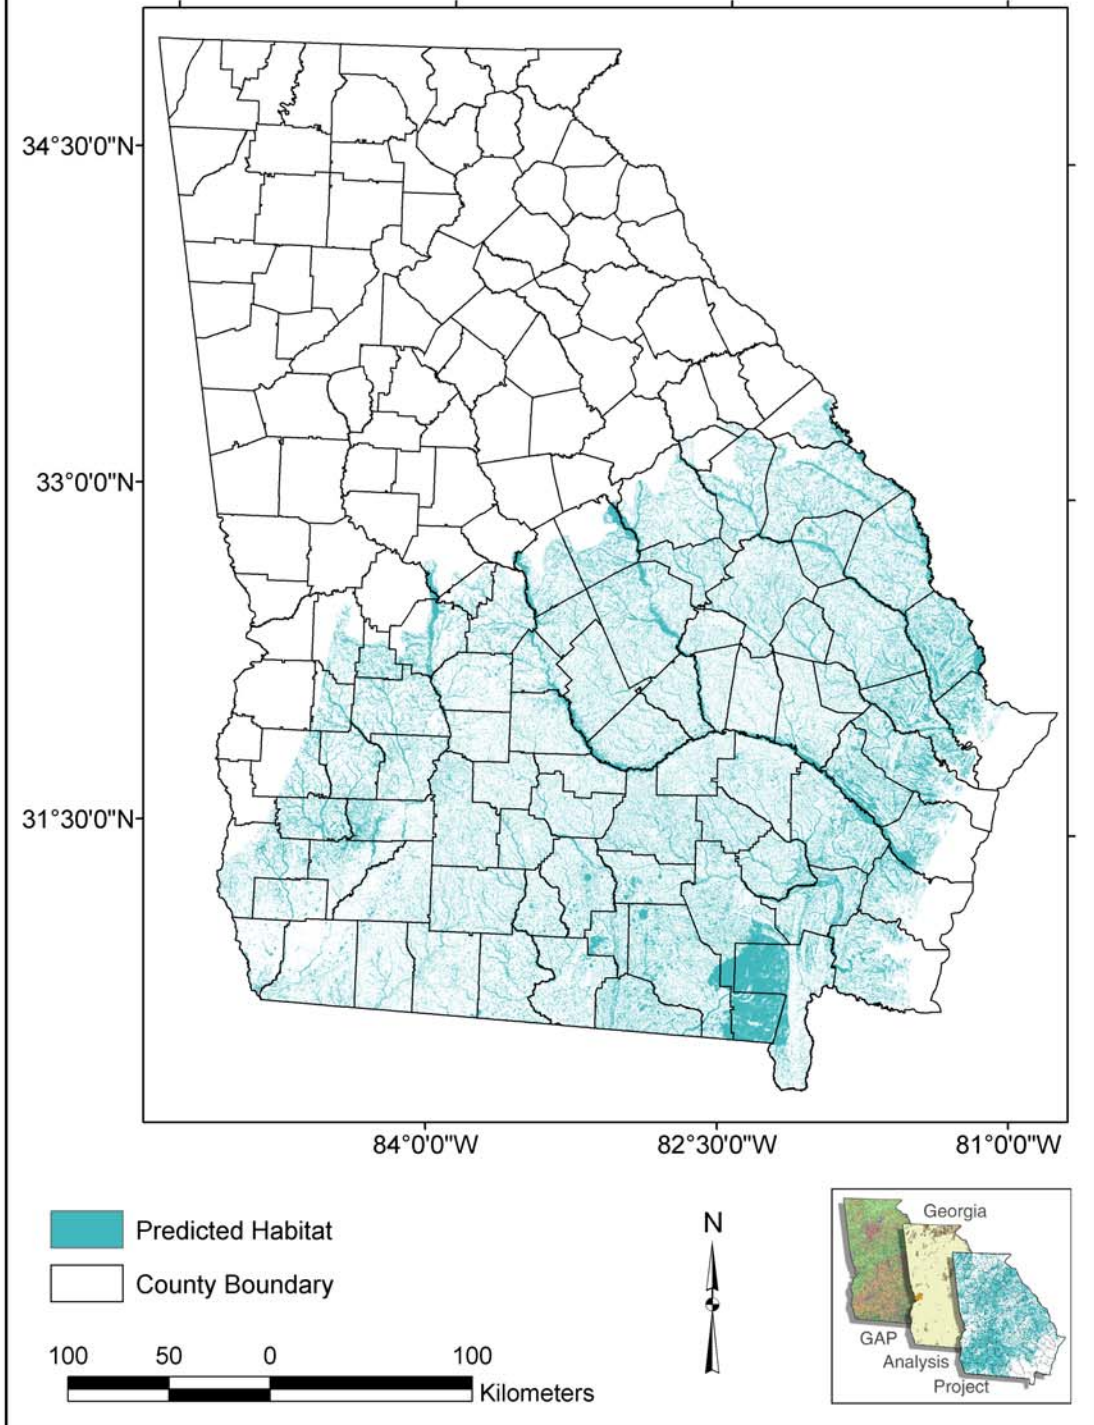 34°30'0"N
33°0'0"N
31°30'0"N
84°0'0"W 82°30'0"W 81°0'0"W
Predicted Habitat
County Boundary
100 50 0 100
Kilometers
N
Georgia
GAP
Analysis
Project